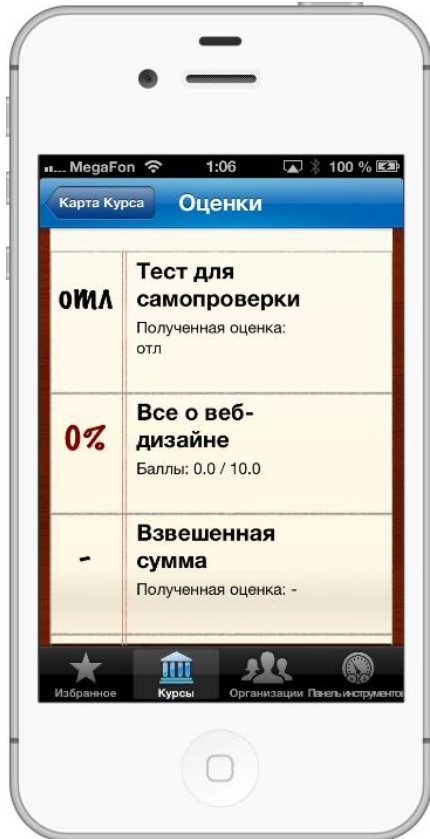 ııı... MegaFon 1:06 100 %
Карта Курса Оценки
отл
Тест для
самопроверки
Полученная оценка:
отл
0%
Все о веб-
дизайне
Баллы: 0.0 / 10.0
-
Взвешенная
сумма
Полученная оценка: -
Избранное Курсы Организации Панель инструментов